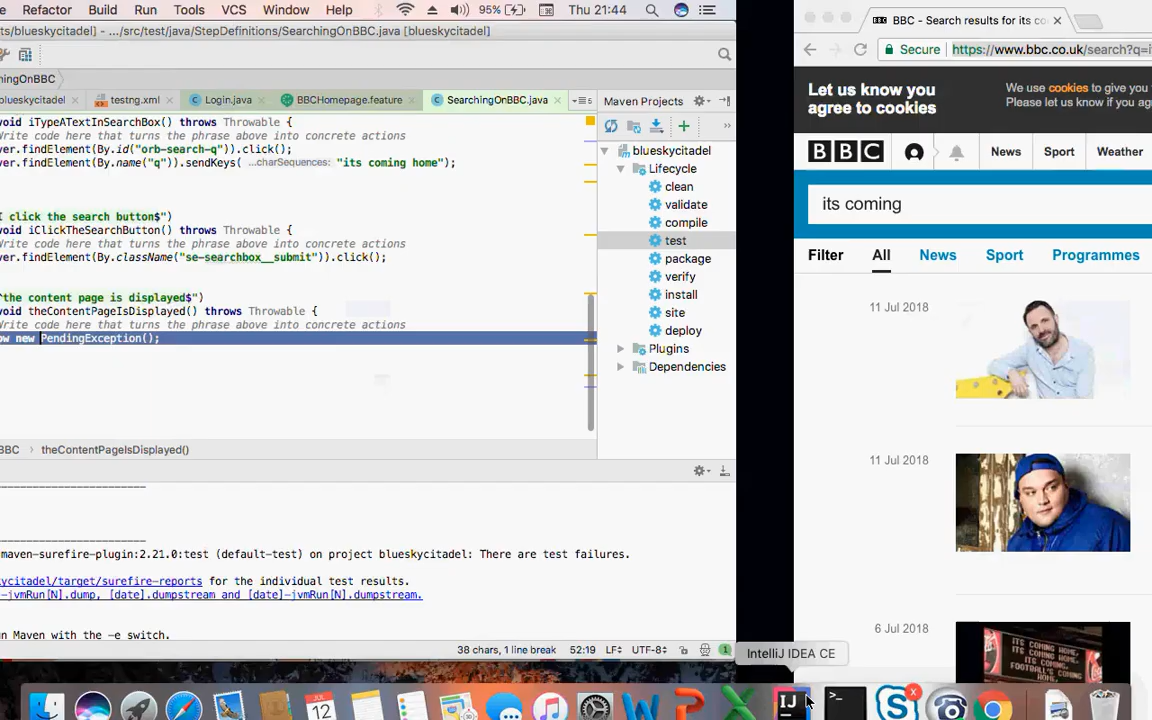 Refactor Build Run Tools VCS Window Help 95% Thu 21:44
ts/blueskycitadel] - .../src/test/java/StepDefinitions/SearchingOnBBC.java [blueskycitadel]
ingOnBBC
blueskycitadel testng.xml Login.java BBCHomepage.feature SearchingOnBBC.java
void iTypeATextInSearchBox() throws Throwable {
Write code here that turns the phrase above into concrete actions
ver.findElement(By.id("orb-search-q")).click();
ver.findElement(By.name("q")).sendKeys( ...charSequences: "its coming home");
I click the search button$")
void iClickTheSearchButton() throws Throwable {
Write code here that turns the phrase above into concrete actions
ver.findElement(By.className("se-searchbox__submit")).click();
^the content page is displayed$")
void theContentPageIsDisplayed() throws Throwable {
Write code here that turns the phrase above into concrete actions
ow new PendingException();
BBC theContentPageIsDisplayed()
maven-surefire-plugin:2.21.0:test (default-test) on project blueskycitadel: There are test failures.
kycitadel/target/surefire-reports for the individual test results.
-jvmRun[N].dump, [date].dumpstream and [date]-jvmRun[N].dumpstream.
un Maven with the -e switch.
38 chars, 1 line break 52:19 LF÷ UTF-8÷ 1
Maven Projects
blueskycitadel
Lifecycle
clean
validate
compile
test
package
verify
install
site
deploy
Plugins
Dependencies
BBC - Search results for its co
Secure https://www.bbc.co.uk/search?q=i
Let us know you
agree to cookies
We use cookies to give you
Please let us know if you ag
BBC News Sport Weather
its coming
Filter All News Sport Programmes
11 Jul 2018
11 Jul 2018
6 Jul 2018
ITS COMING HOME.
IntelliJ IDEA CE
12
IJ